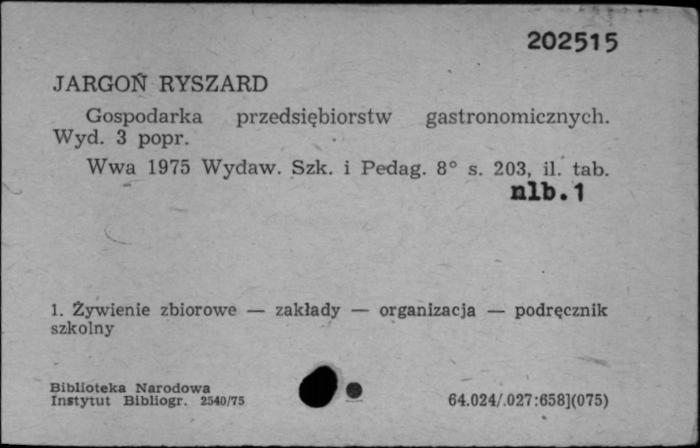 202515
JARGOŃ RYSZARD
Gospodarka przedsiębiorstw gastronomicznych.
Wyd. 3 popr.
Wwa 1975 Wydaw. Szk. i Pedag. 8° s. 203, il. tab.
nlb.1
1. Żywienie zbiorowe — zakłady — organizacja — podręcznik
szkolny
Biblioteka Narodowa
Instytut Bibliogr. 2540/75
64.024/.027:658](075)